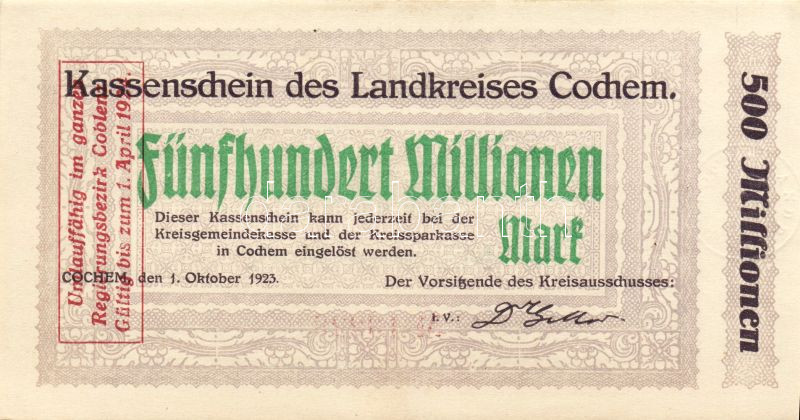 Kassenschein des Landkreises Cochem.
Fünfhundert Millionen
Mark
Dieser Kassenschein kann jederzeit bei der
Kreisgemeindekasse und der Kreissparkasse
in Cochem eingelöst werden.
COCHEM, den 1. Oktober 1923.
Der Vorsitzende des Kreisausschusses:
I.V.:
Umlauffähig im ganzen
Regierungsbezirk Coblenz
Gültig bis zum 1. April
500 Millionen